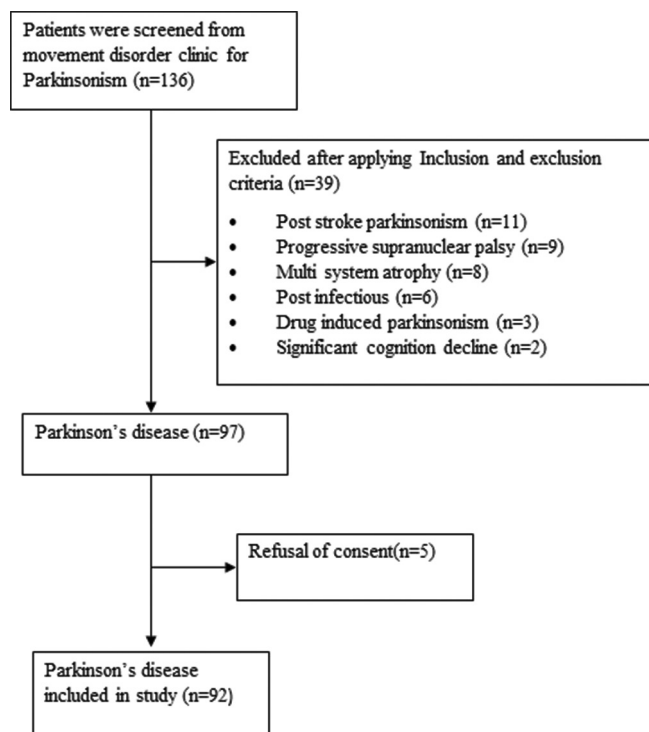 Patients were screened from
movement disorder clinic for
Parkinsonism (n=136)
Excluded after applying Inclusion and exclusion
criteria (n=39)
• Post stroke parkinsonism (n=11)
• Progressive supranuclear palsy (n=9)
• Multi system atrophy (n=8)
• Post infectious (n=6)
• Drug induced parkinsonism (n=3)
• Significant cognition decline (n=2)
Parkinson’s disease (n=97)
Refusal of consent(n=5)
Parkinson’s disease
included in study (n=92)